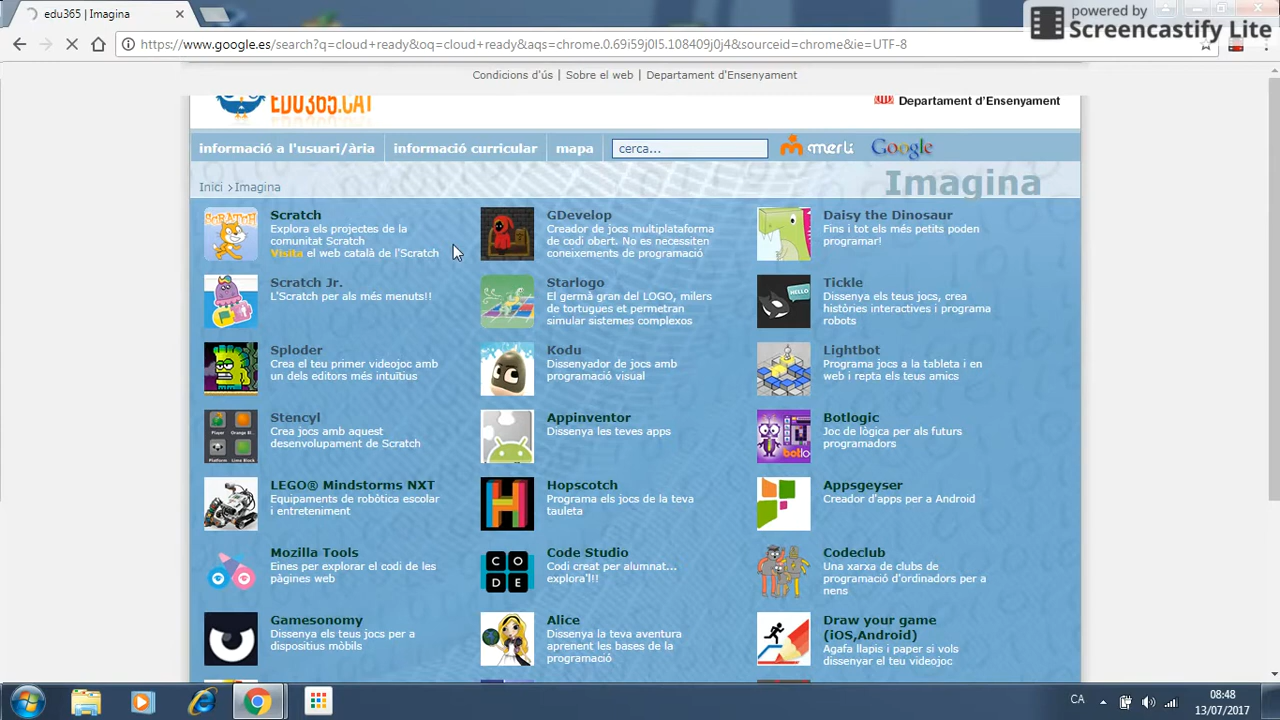 edu365 | Imagina
powered by
Screencastify Lite
https://www.google.es/search?q=cloud+ready&oq=cloud+ready&aqs=chrome.0.69i59j0l5.108409j0j4&sourceid=chrome&ie=UTF-8
Condicions d'ús | Sobre el web | Departament d'Ensenyament
EDU365.CAT
Departament d'Ensenyament
informació a l'usuari/ària
informació curricular
mapa
cerca...
merlí
Google
Inici >Imagina
Imagina
SCRATCH
Scratch
Explora els projectes de la
comunitat Scratch
Visita el web català de l'Scratch
GDevelop
Creador de jocs multiplataforma
de codi obert. No es necessiten
coneixements de programació
Daisy the Dinosaur
Fins i tot els més petits poden
programar!
Scratch Jr.
L'Scratch per als més menuts!!
Starlogo
El germà gran del LOGO, milers
de tortugos et permetran
simular sistemes complexos
HELLO
Tickle
Dissenya els teus jocs, crea
històries interactives i programa
robots
Sploder
Crea el teu primer videojoc amb
un dels editors més intuïtius
Kodu
Dissenyador de jocs amb
programació visual
Lightbot
Programa jocs a la tableta i en
web i repta els teus amics
Stencyl
Crea jocs amb aquest
desenvolupament de Scratch
Appinventor
Dissenya les teves apps
Botlogic
Joc de lògica per als futurs
programadors
LEGO® Mindstorms NXT
Equipaments de robòtica escolar
i entreteniment
Hopscotch
Programa els jocs de la teva
tauleta
Appsgeyser
Creador d'apps per a Android
Mozilla Tools
Eines per explorar el codi de les
pàgines web
CODE
Code Studio
Codi creat per alumnat...
explora'l!!
Codeclub
Una xarxa de clubs de
programació d'ordinadors per a
nens
Gamesonomy
Dissenya els teus jocs per a
dispositius mòbils
Alice
Dissenya la teva aventura
aprenent les bases de la
programació
Draw your game
(iOS,Android)
Agafa llapis i paper si vols
dissenyar el teu videojoc
CA
08:48
13/07/2017